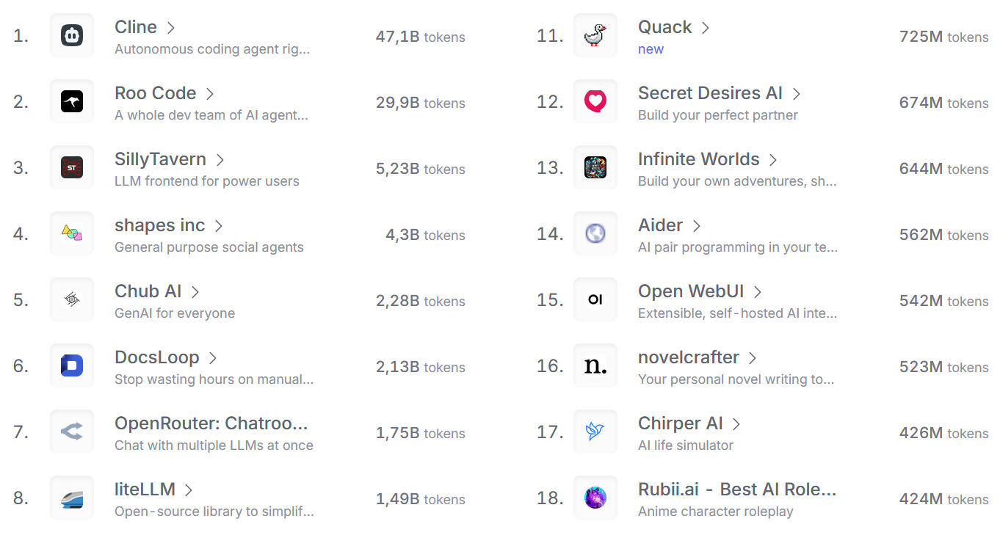 1.
Cline
Autonomous coding agent rig...
47,1B tokens
2.
Roo Code
A whole dev team of AI agent...
29,9B tokens
3.
ST
SillyTavern
LLM frontend for power users
5,23B tokens
4.
shapes inc
General purpose social agents
4,3B tokens
5.
Chub AI
GenAI for everyone
2,28B tokens
6.
DocsLoop
Stop wasting hours on manual...
2,13B tokens
7.
OpenRouter: Chatroo...
Chat with multiple LLMs at once
1,75B tokens
8.
liteLLM
Open-source library to simplif...
1,49B tokens
11.
Quack
new
725M tokens
12.
Secret Desires AI
Build your perfect partner
674M tokens
13.
Infinite Worlds
Build your own adventures, sh...
644M tokens
14.
Aider
AI pair programming in your te...
562M tokens
15.
OI
Open WebUI
Extensible, self-hosted AI inte...
542M tokens
16.
n.
novelcrafter
Your personal novel writing to...
523M tokens
17.
Chirper AI
AI life simulator
426M tokens
18.
Rubii.ai - Best AI Role...
Anime character roleplay
424M tokens